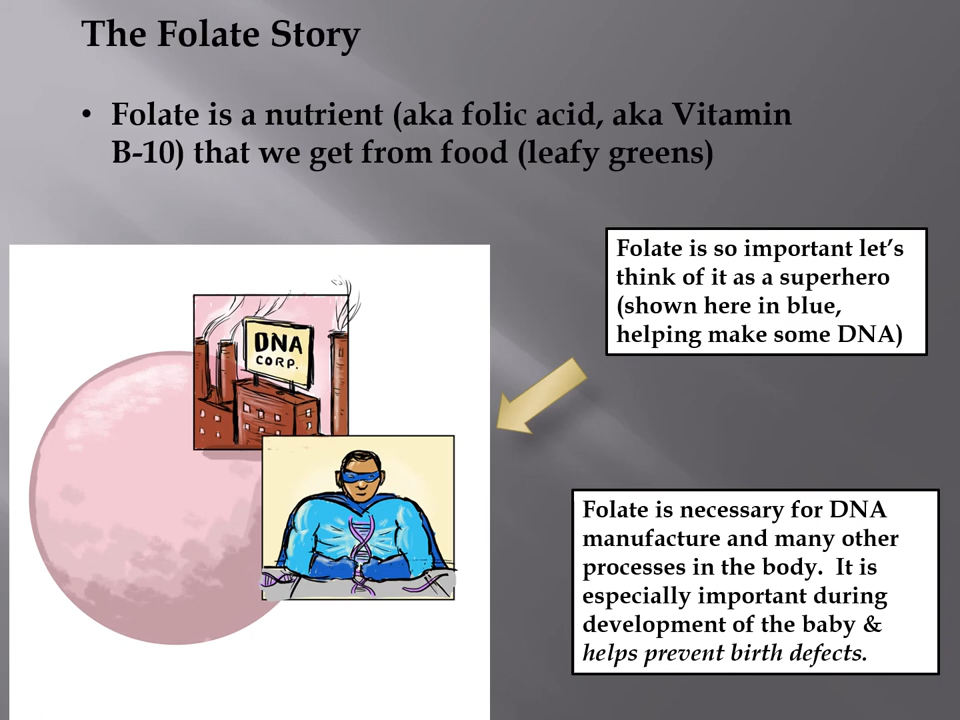 The Folate Story
• Folate is a nutrient (aka folic acid, aka Vitamin
B-10) that we get from food (leafy greens)
Folate is so important let’s
think of it as a superhero
(shown here in blue,
helping make some DNA)
DNA
CORP.
Folate is necessary for DNA
manufacture and many other
processes in the body.  It is
especially important during
development of the baby &
helps prevent birth defects.